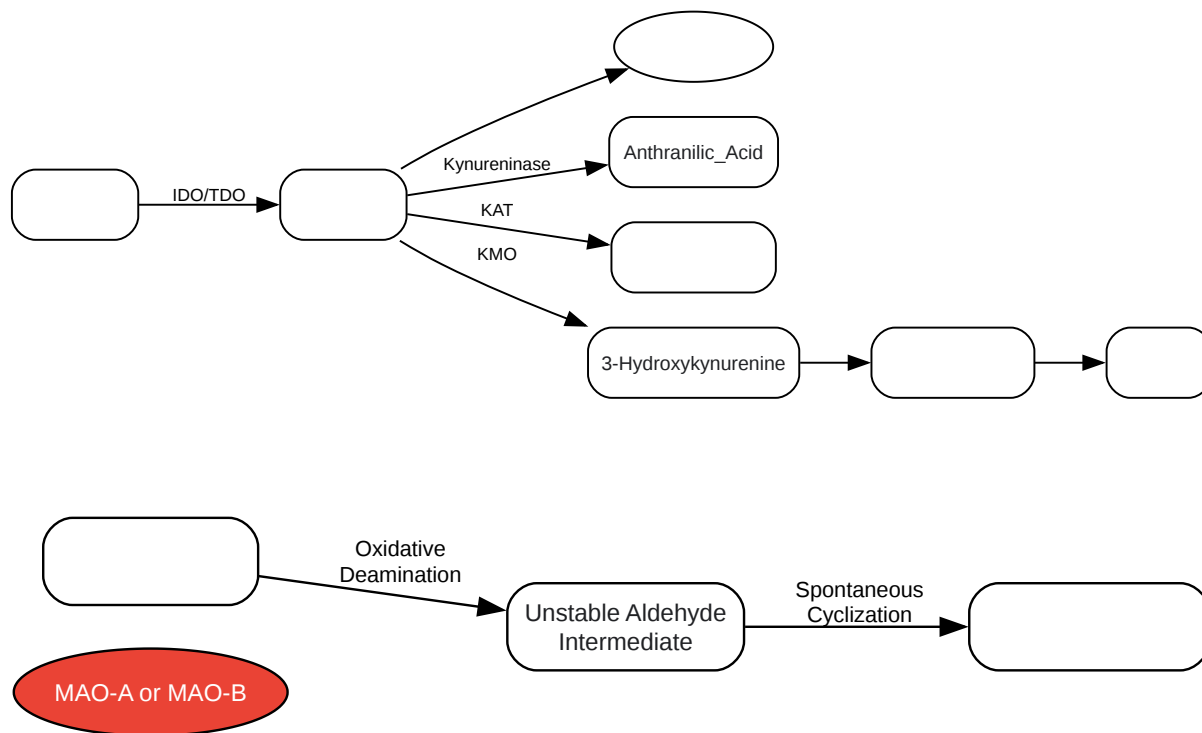 Kynureninase
Anthranilic_Acid
IDO/TDO
KAT
KMO
3-Hydroxykynurenine
Oxidative
Deamination
Unstable Aldehyde
Intermediate
Spontaneous
Cyclization
MAO-A or MAO-B